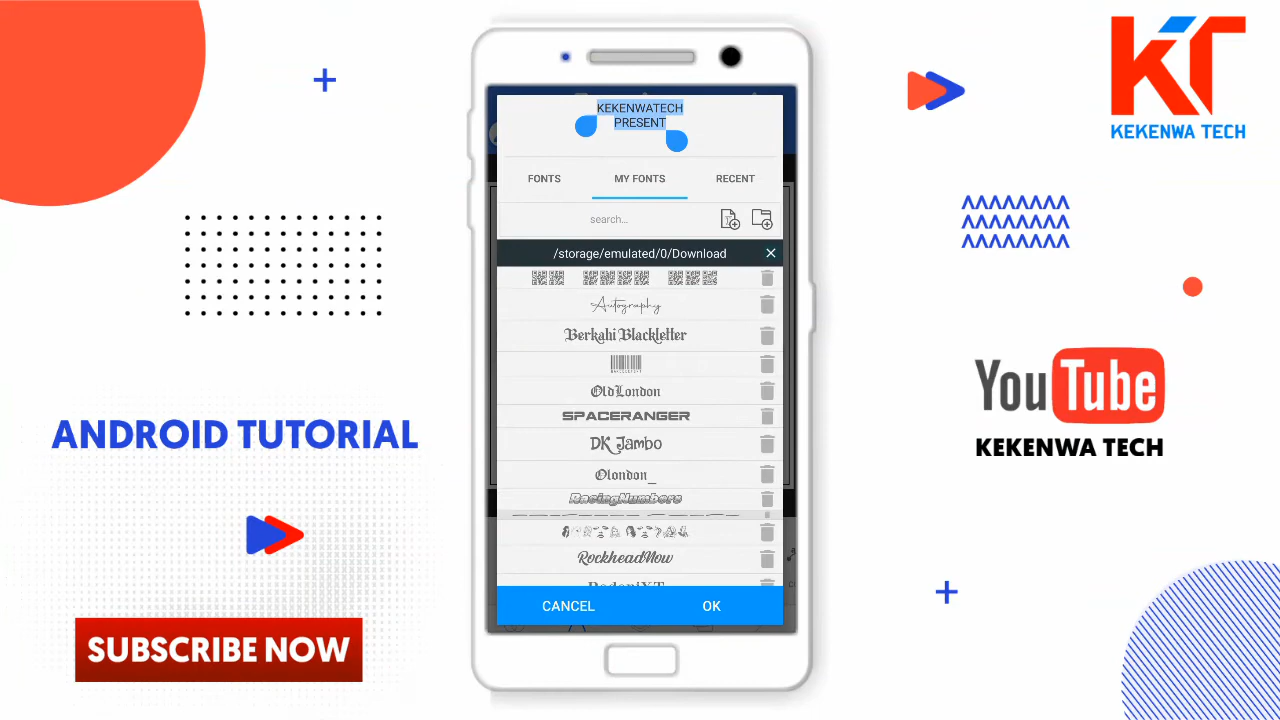 KT
KEKENWA TECH
KEKENWATECH
PRESENT
FONTS
MY FONTS
RECENT
search...
/storage/emulated/0/Download
Autography
Berkahi Blackletter
OldLondon
SPACERANGER
DK Jambo
Olondon_
RacingNumbers
RockheadNow
CANCEL
OK
ANDROID TUTORIAL
SUBSCRIBE NOW
YouTube
KEKENWA TECH